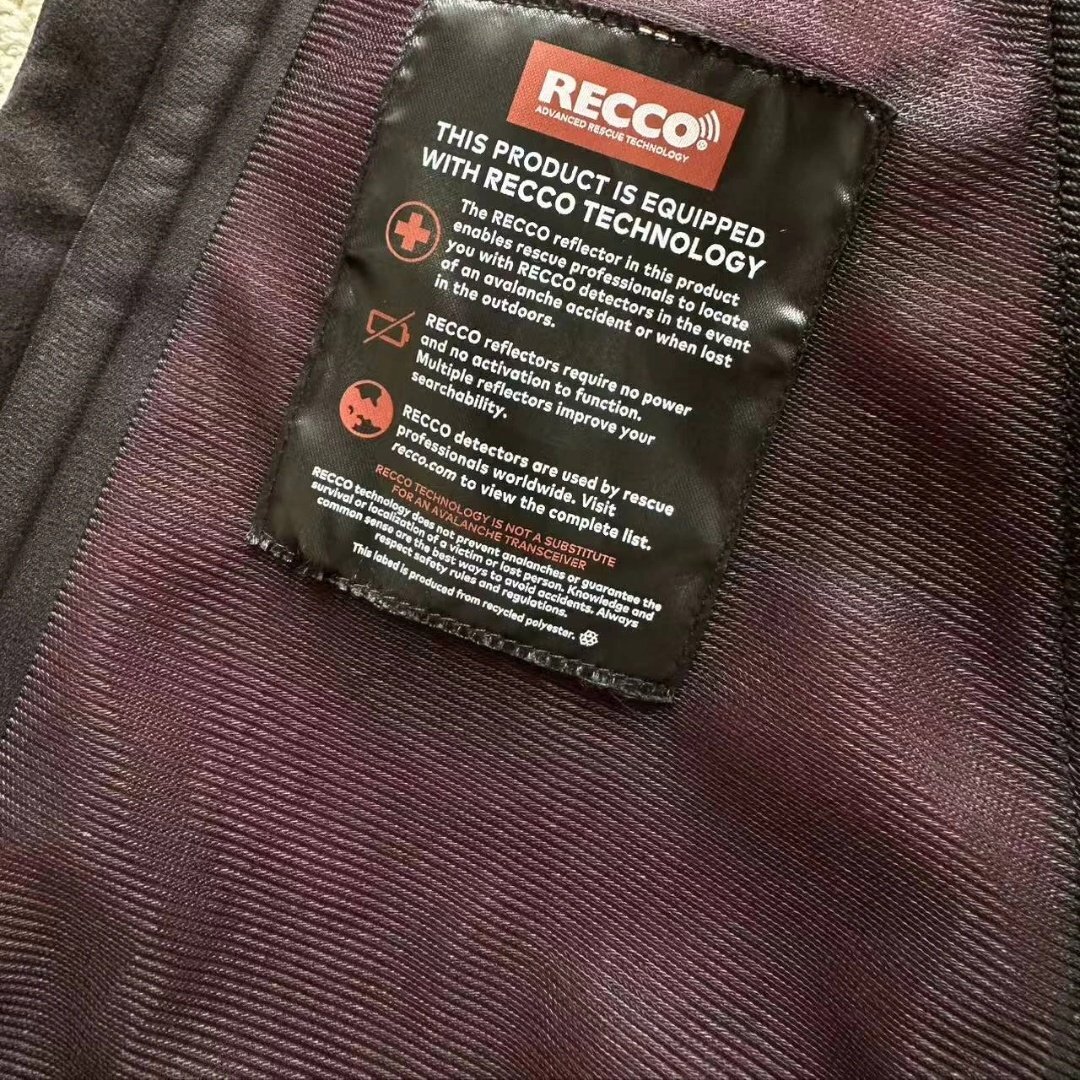 RECCO
®
ADVANCED RESCUE TECHNOLOGY
THIS PRODUCT IS EQUIPPED
WITH RECCO TECHNOLOGY
The RECCO reflector in this product
enables rescue professionals to locate
you with RECCO detectors in the event
of an avalanche accident or when lost
in the outdoors.
RECCO reflectors require no power
and no activation to function.
Multiple reflectors improve your
searchability.
RECCO detectors are used by rescue
professionals worldwide. Visit
recco.com to view the complete list.
RECCO TECHNOLOGY IS NOT A SUBSTITUTE
FOR AN AVALANCHE TRANSCEIVER
RECCO technology does not prevent analanches or guarantee the
survival or localization of a victim or lost person. Knowledge and
common sense are the best ways to avoid accidents. Always
respect safety rules and regulations.
This label is produced from recycled polyester.